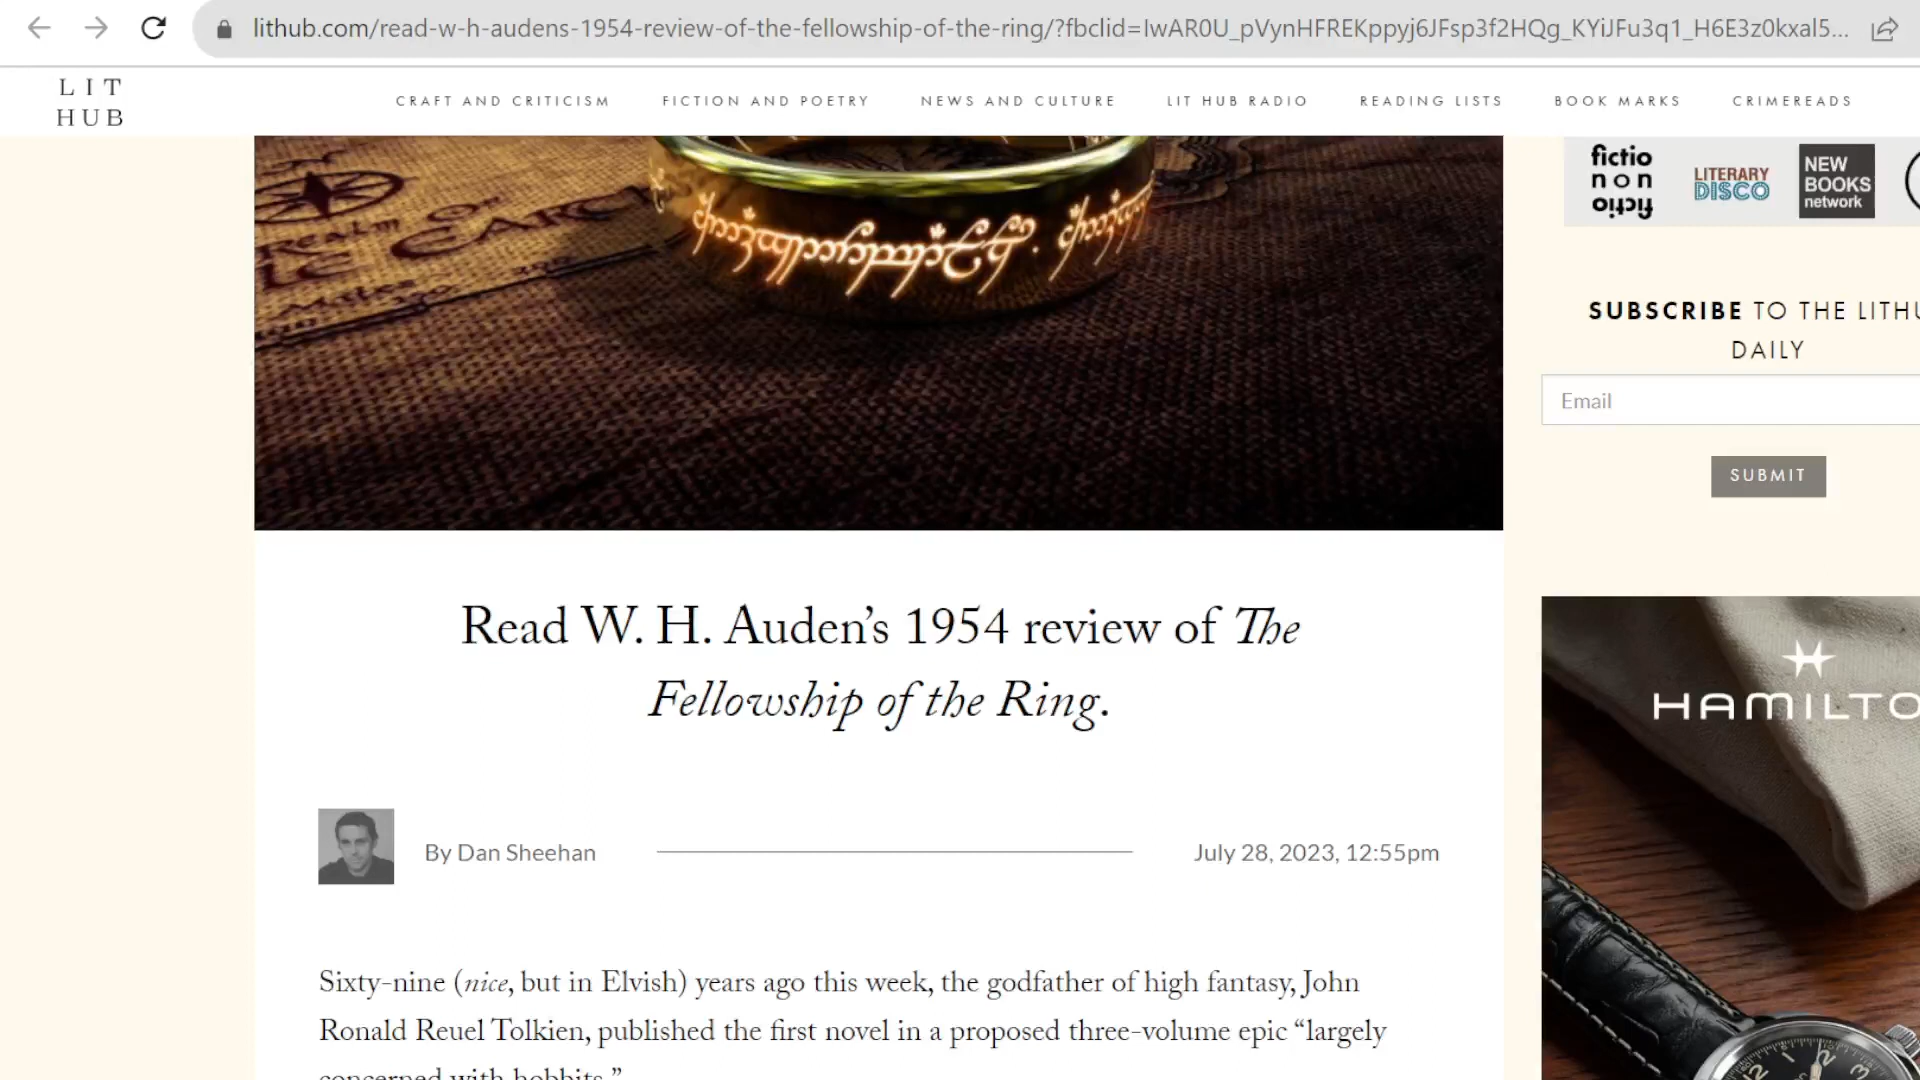 lithub.com/read-w-h-audens-1954-review-of-the-fellowship-of-the-ring/?fbclid=IwAR0U_pVynHFREKppyj6JFsp3f2HQg_KYiJFu3q1_H6E3z0kxal5...
LIT
HUB
CRAFT AND CRITICISM FICTION AND POETRY NEWS AND CULTURE LIT HUB RADIO READING LISTS BOOK MARKS CRIMEREADS
fictio
non
fictio
LITERARY
DISCO
NEW
BOOKS
network
SUBSCRIBE TO THE LITHU
DAILY
Email
SUBMIT
HAMILTO
Read W. H. Auden’s 1954 review of The
Fellowship of the Ring.
By Dan Sheehan
July 28, 2023, 12:55pm
Sixty-nine (nice, but in Elvish) years ago this week, the godfather of high fantasy, John
Ronald Reuel Tolkien, published the first novel in a proposed three-volume epic “largely
concerned with hobbits.”